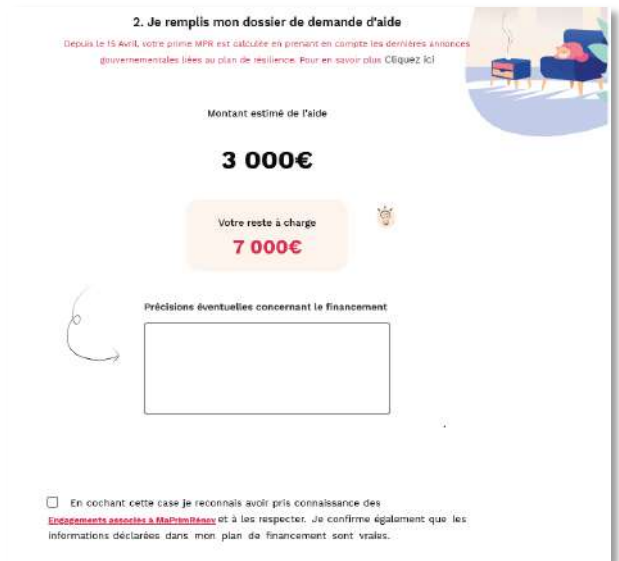 2. Je remplis mon dossier de demande d'aide
Depuis le 15 Avril, votre prime MPR est calculée en prenant en compte les dernières annonces
gouvernementales liées au plan de résilience. Pour en savoir plus Cliquez ici
Montant estimé de l'aide
3 000€
Votre reste à charge
7 000€
Précisions éventuelles concernant le financement
En cochant cette case je reconnais avoir pris connaissance des
Engagements associés à MaPrimRénov et à les respecter. Je confirme également que les
informations déclarées dans mon plan de financement sont vraies.